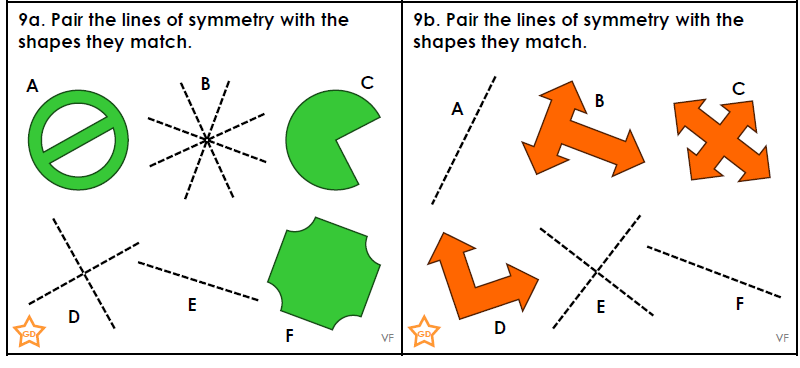 9a. Pair the lines of symmetry with the
shapes they match.
A
B
C
D
E
F
GD
VF
9b. Pair the lines of symmetry with the
shapes they match.
A
B
C
D
E
F
GD
VF